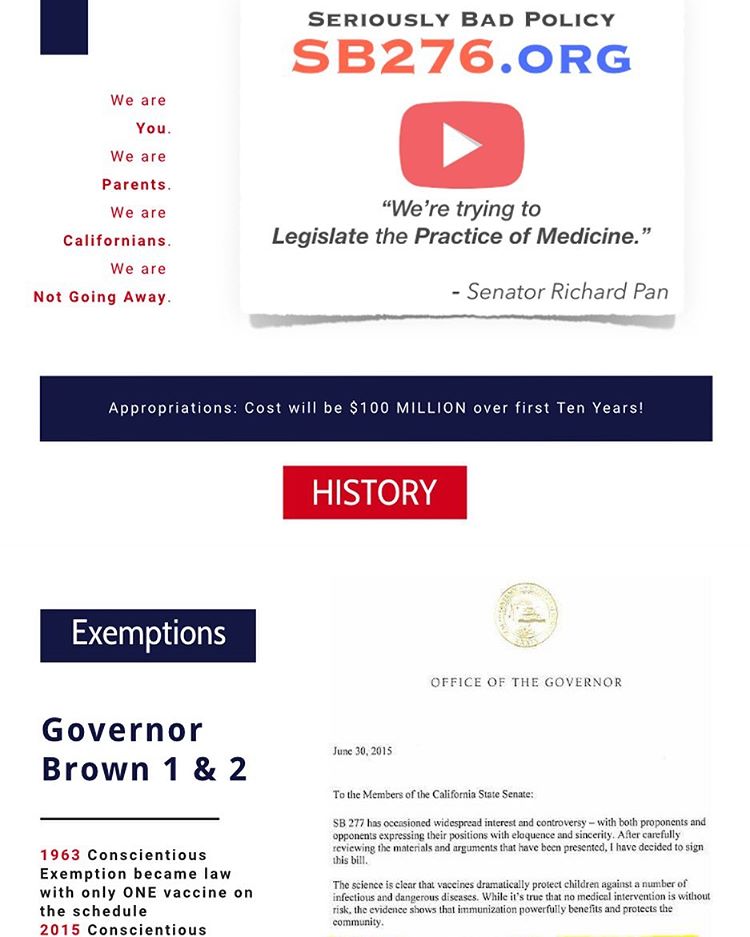 SERIOUSLY BAD POLICY
SB276.ORG
We are
You.
We are
Parents.
We are
Californians.
We are
Not Going Away.
“We’re trying to
Legislate the Practice of Medicine.”
- Senator Richard Pan
Appropriations: Cost will be $100 MILLION over first Ten Years!
HISTORY
Exemptions
Governor
Brown 1 & 2
1963 Conscientious
Exemption became law
with only ONE vaccine on
the schedule
2015 Conscientious
OFFICE OF THE GOVERNOR
June 30, 2015
To the Members of the California State Senate:
SB 277 has occasioned widespread interest and controversy – with both proponents and
opponents expressing their positions with eloquence and sincerity. After carefully
reviewing the materials and arguments that have been presented, I have decided to sign
this bill.
The science is clear that vaccines dramatically protect children against a number of
infectious and dangerous diseases. While it’s true that no medical intervention is without
risk, the evidence shows that immunization powerfully benefits and protects the
community.